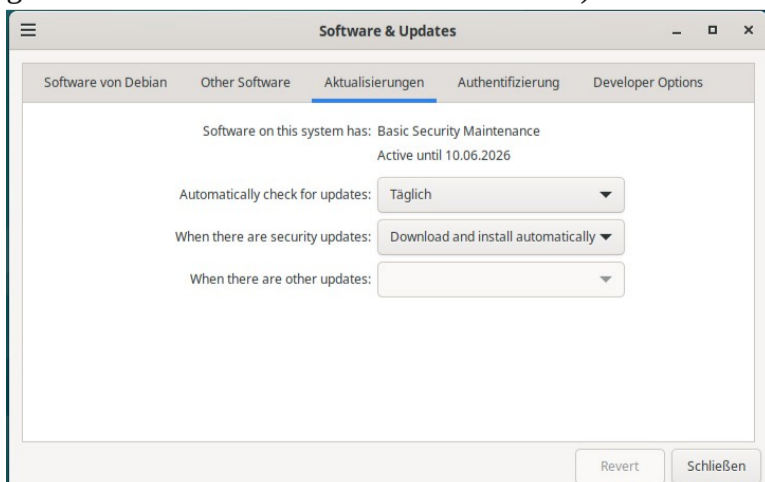 Software & Updates
Software von Debian Other Software Aktualisierungen Authentifizierung Developer Options
Software on this system has: Basic Security Maintenance
Active until 10.06.2026
Automatically check for updates: Täglich
When there are security updates: Download and install automatically
When there are other updates:
Revert Schließen